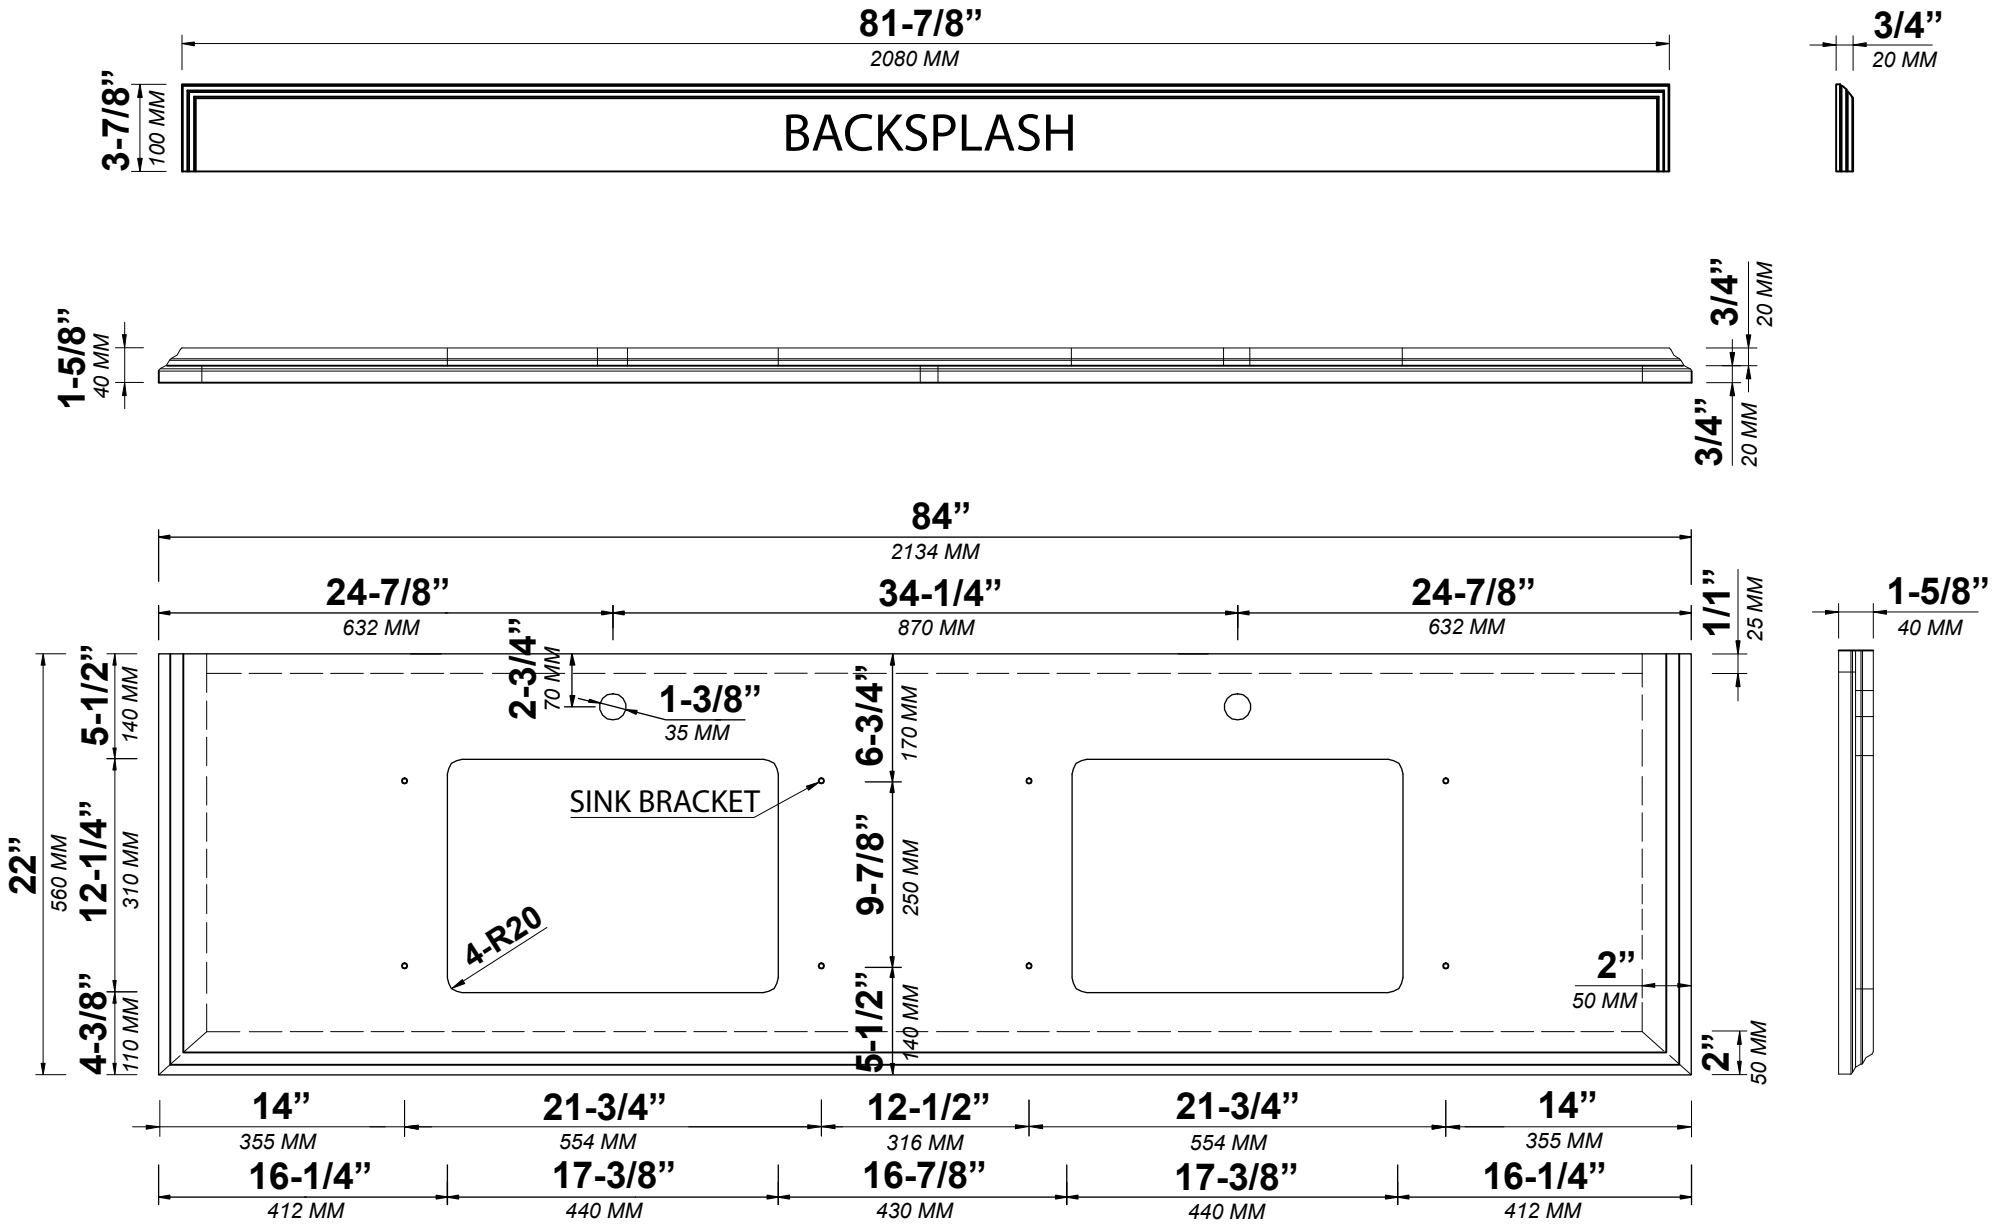 81-7/8”
2080 MM
3/4”
20 MM
3-7/8”
100 MM
BACKSPLASH
1-5/8”
40 MM
3/4”
20 MM
3/4”
20 MM
84”
2134 MM
24-7/8”
632 MM
34-1/4”
870 MM
24-7/8”
632 MM
1/1”
25 MM
1-5/8”
40 MM
5-1/2”
140 MM
2-3/4”
70 MM
1-3/8”
35 MM
6-3/4”
170 MM
SINK BRACKET
22”
560 MM
12-1/4”
310 MM
9-7/8”
250 MM
4-R20
4-3/8”
110 MM
5-1/2”
140 MM
2”
50 MM
2”
50 MM
14”
355 MM
21-3/4”
554 MM
12-1/2”
316 MM
21-3/4”
554 MM
14”
355 MM
16-1/4”
412 MM
17-3/8”
440 MM
16-7/8”
430 MM
17-3/8”
440 MM
16-1/4”
412 MM